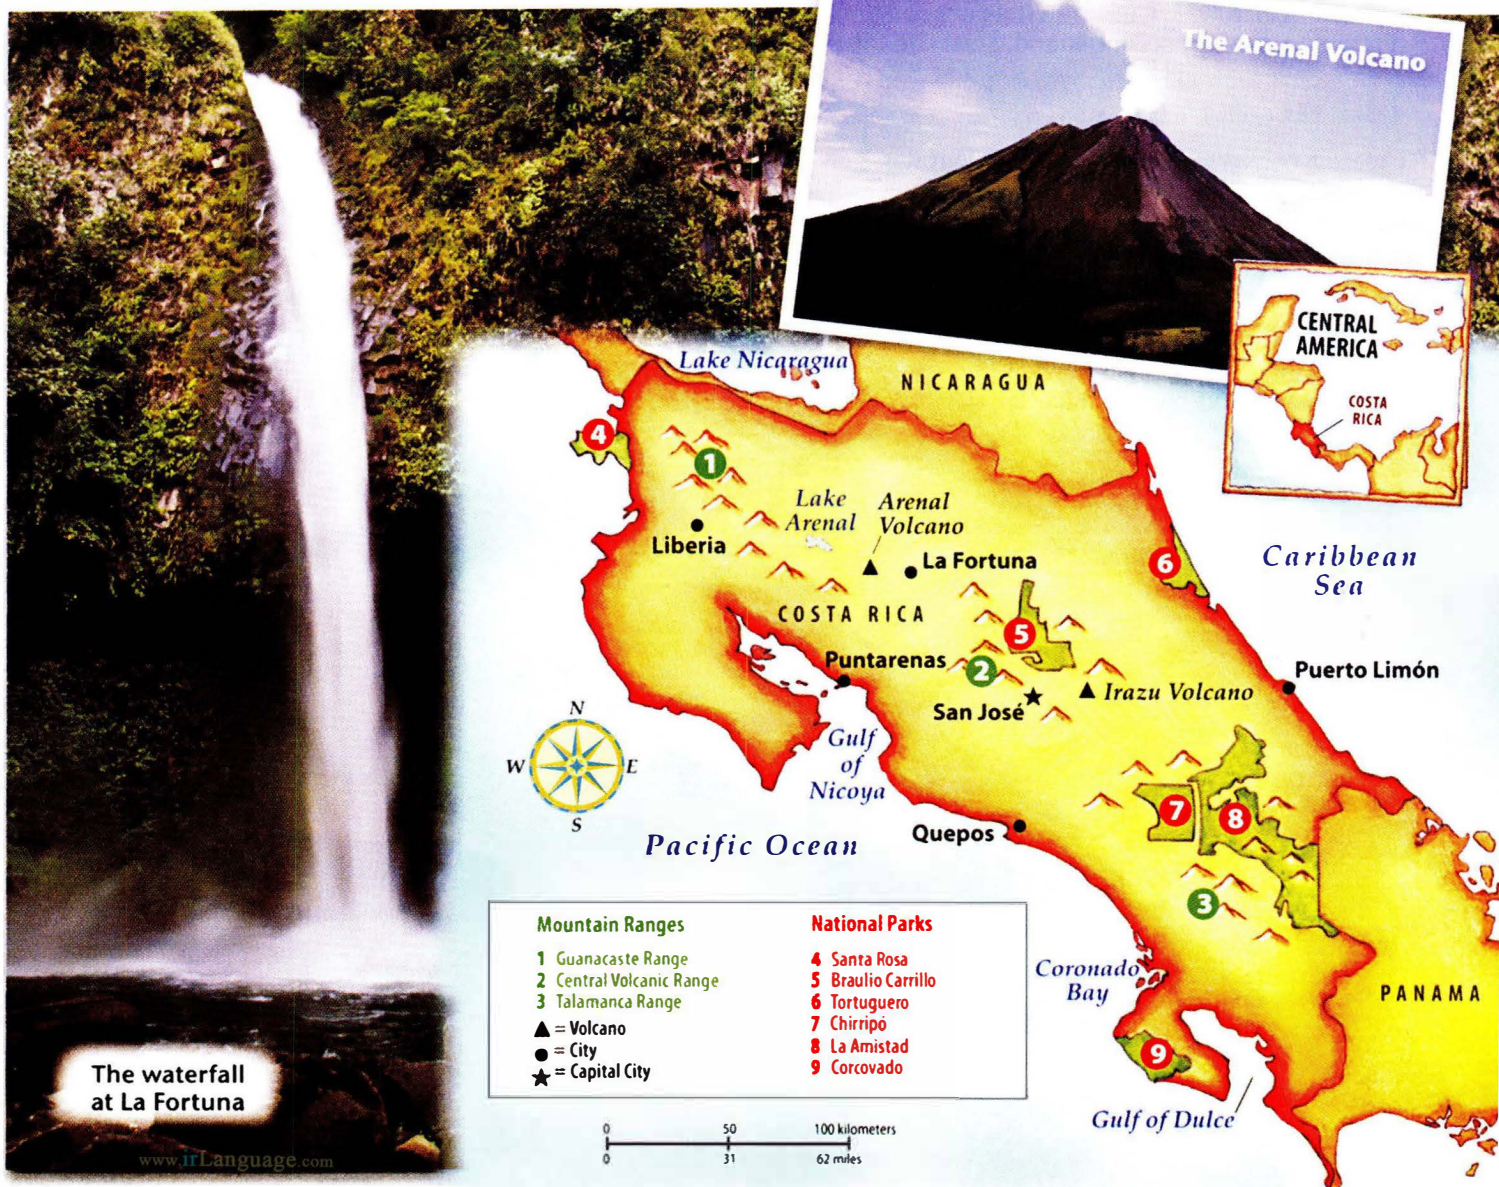 The Arenal Volcano
CENTRAL
AMERICA
COSTA
RICA
Lake Nicaragua
NICARAGUA
4
1
Lake
Arenal
Arenal
Volcano
Liberia
La Fortuna
6
Caribbean
Sea
COSTA RICA
5
Puntarenas
2
Puerto Limón
Irazu Volcano
San José
N
W
E
S
Gulf
of
Nicoya
7
8
Quepos
Pacific Ocean
3
Mountain Ranges
1 Guanacaste Range
2 Central Volcanic Range
3 Talamanca Range
= Volcano
= City
= Capital City
National Parks
4 Santa Rosa
5 Braulio Carrillo
6 Tortuguero
7 Chirripó
8 La Amistad
9 Corcovado
Coronado
Bay
PANAMA
9
Gulf of Dulce
The waterfall
at La Fortuna
0 50 100 kilometers
0 31 62 miles
www.irLanguage.com